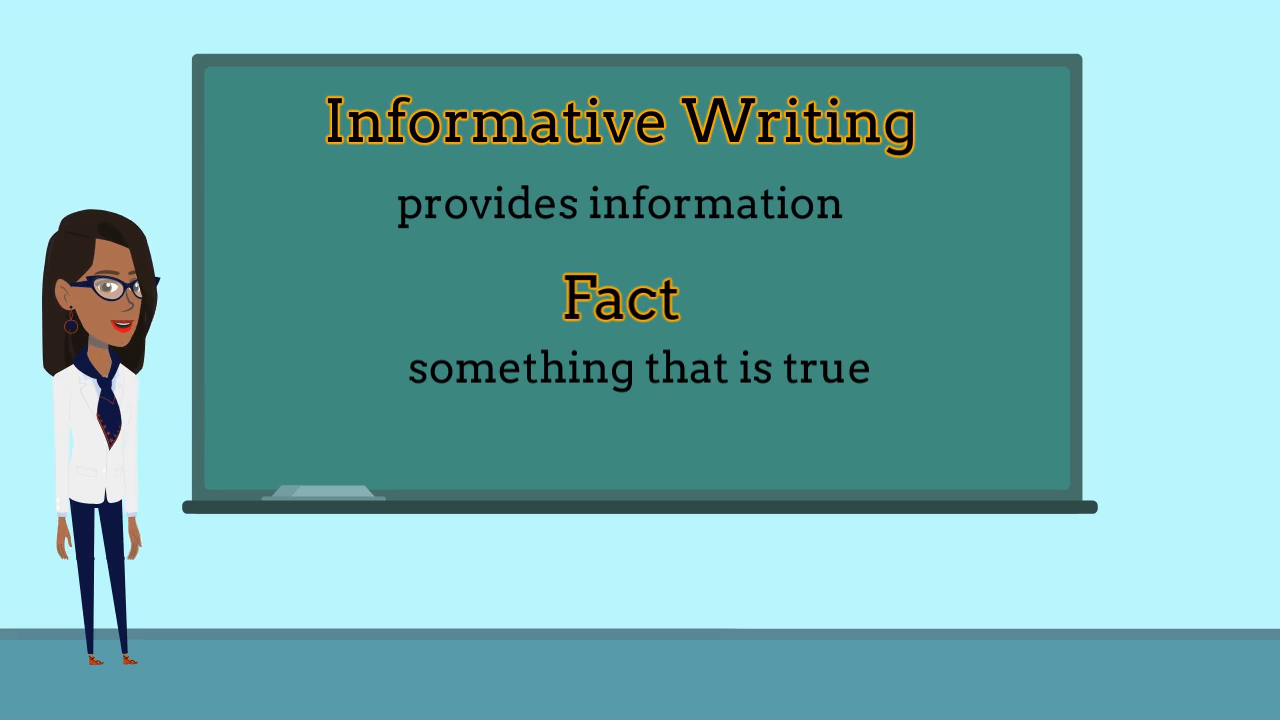 Informative Writing
provides information
Fact
something that is true